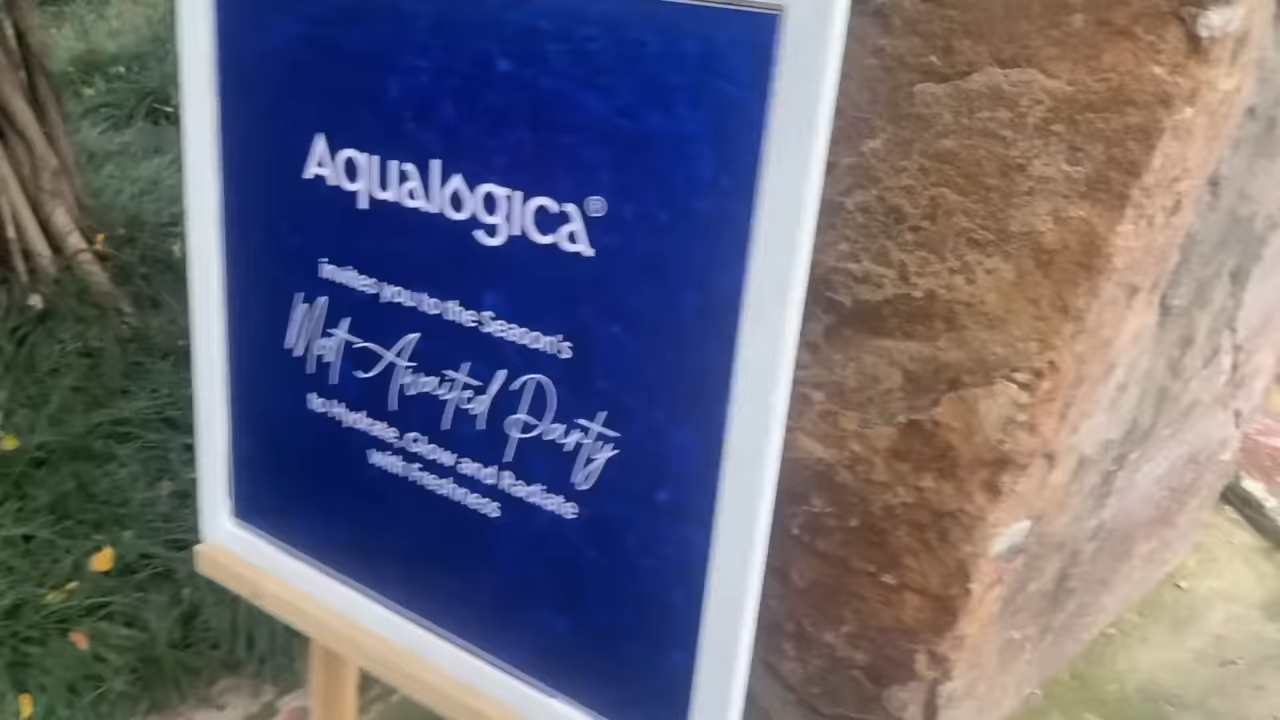 Aqualogica®
invites you to the Season's
Most Awaited Party
to Hydrate, Glow and Radiate
with Freshness